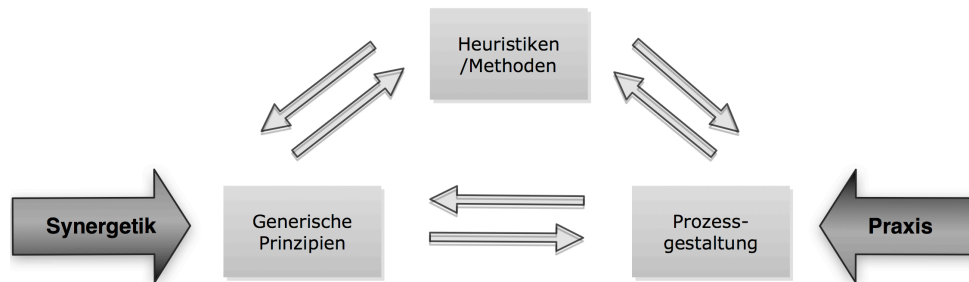 Heuristiken
/Methoden
Synergetik
Generische
Prinzipien
Prozess-
gestaltung
Praxis